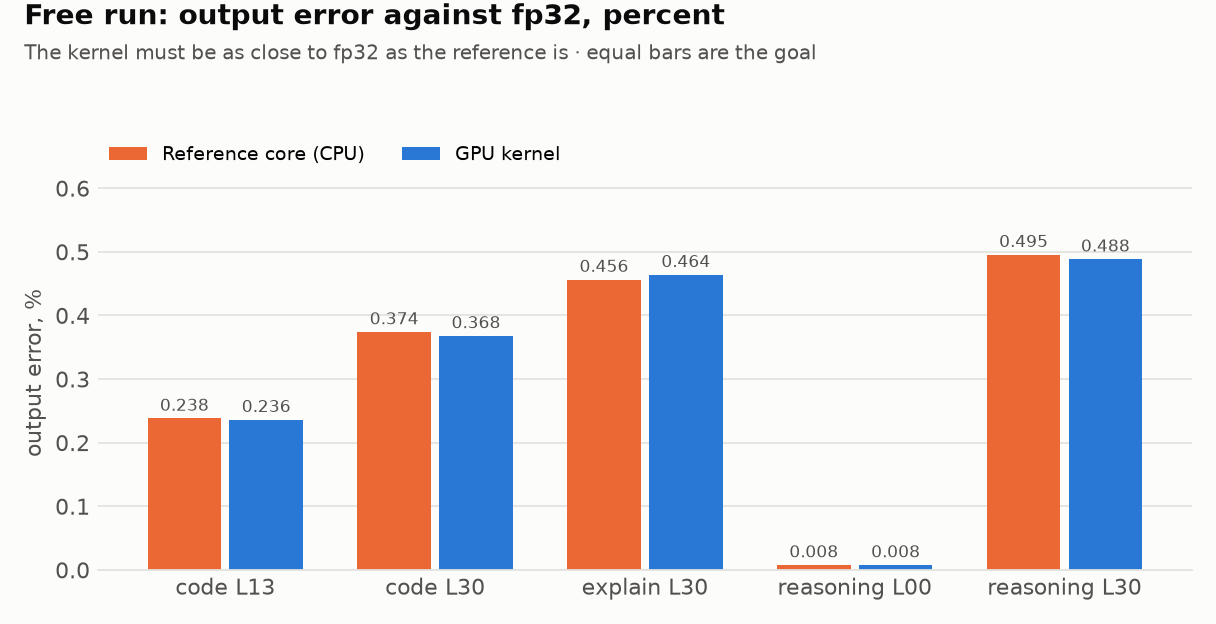 Free run: output error against fp32, percent
The kernel must be as close to fp32 as the reference is · equal bars are the goal
Reference core (CPU) GPU kernel
output error, %
0.6
0.5
0.4
0.3
0.2
0.1
0.0
0.238 0.236
0.374 0.368
0.456 0.464
0.008 0.008
0.495 0.488
code L13 code L30 explain L30 reasoning L00 reasoning L30